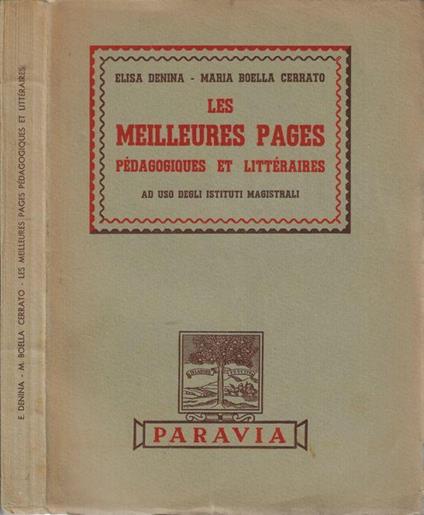 E. DENINA - M. BOELLA CERRATO - LES MEILLEURES PAGES PÉDAGOGIQUES ET LITTÉRAIRES
ELISA DENINA - MARIA BOELLA CERRATO
LES
MEILLEURES PAGES
PÉDAGOGIQUES ET LITTÉRAIRES
AD USO DEGLI ISTITUTI MAGISTRALI
PARAVIA